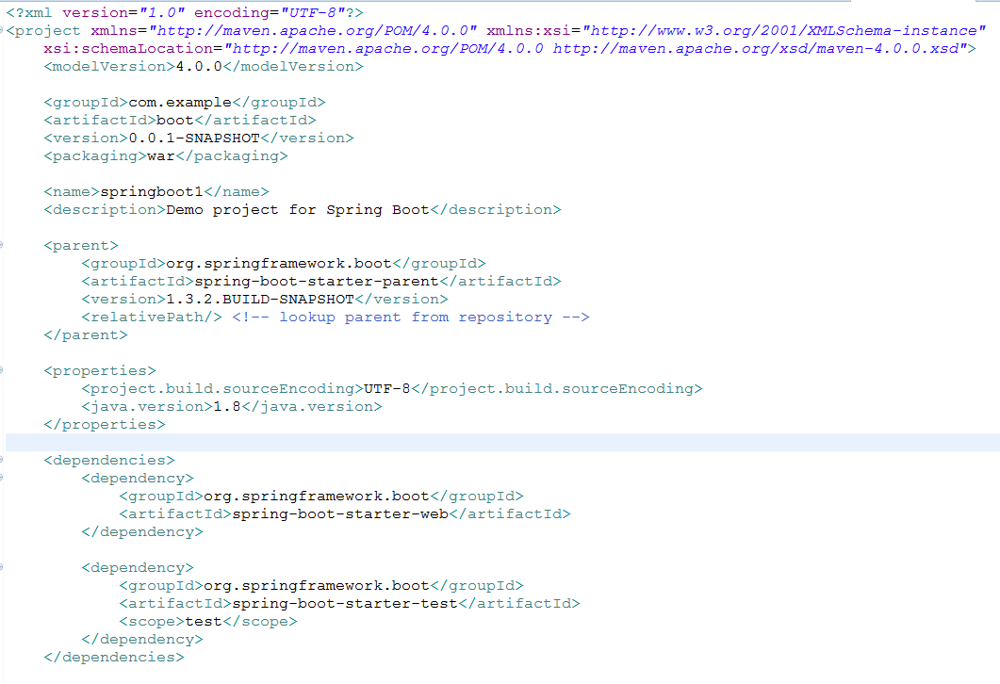 <?xml version="1.0" encoding="UTF-8"?>
<project xmlns="http://maven.apache.org/POM/4.0.0" xmlns:xsi="http://www.w3.org/2001/XMLSchema-instance"
    xsi:schemaLocation="http://maven.apache.org/POM/4.0.0 http://maven.apache.org/xsd/maven-4.0.0.xsd">
    <modelVersion>4.0.0</modelVersion>

    <groupId>com.example</groupId>
    <artifactId>boot</artifactId>
    <version>0.0.1-SNAPSHOT</version>
    <packaging>war</packaging>

    <name>springboot1</name>
    <description>Demo project for Spring Boot</description>

    <parent>
        <groupId>org.springframework.boot</groupId>
        <artifactId>spring-boot-starter-parent</artifactId>
        <version>1.3.2.BUILD-SNAPSHOT</version>
        <relativePath/> <!-- lookup parent from repository -->
    </parent>

    <properties>
        <project.build.sourceEncoding>UTF-8</project.build.sourceEncoding>
        <java.version>1.8</java.version>
    </properties>

    <dependencies>
        <dependency>
            <groupId>org.springframework.boot</groupId>
            <artifactId>spring-boot-starter-web</artifactId>
        </dependency>

        <dependency>
            <groupId>org.springframework.boot</groupId>
            <artifactId>spring-boot-starter-test</artifactId>
            <scope>test</scope>
        </dependency>
    </dependencies>